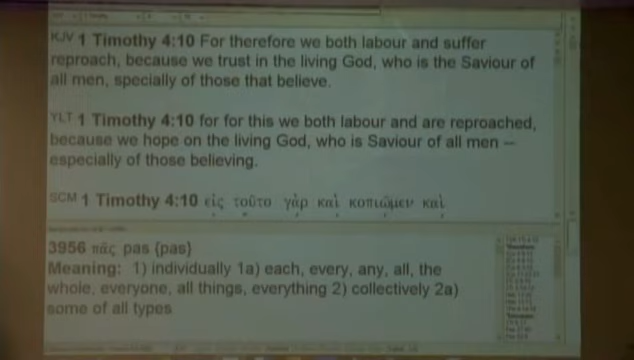 KJV 1 Timothy 4:10 For therefore we both labour and suffer
reproach, because we trust in the living God, who is the Saviour of
all men, specially of those that believe.
YLT 1 Timothy 4:10 for for this we both labour and are reproached,
because we hope on the living God, who is Saviour of all men --
especially of those believing.
SCM 1 Timothy 4:10 εἰς τοῦτο γὰρ καὶ κοπιῶμεν καὶ
3956 πᾶς pas {pas}
Meaning: 1) individually 1a) each, every, any, all, the
whole, everyone, all things, everything 2) collectively 2a)
some of all types